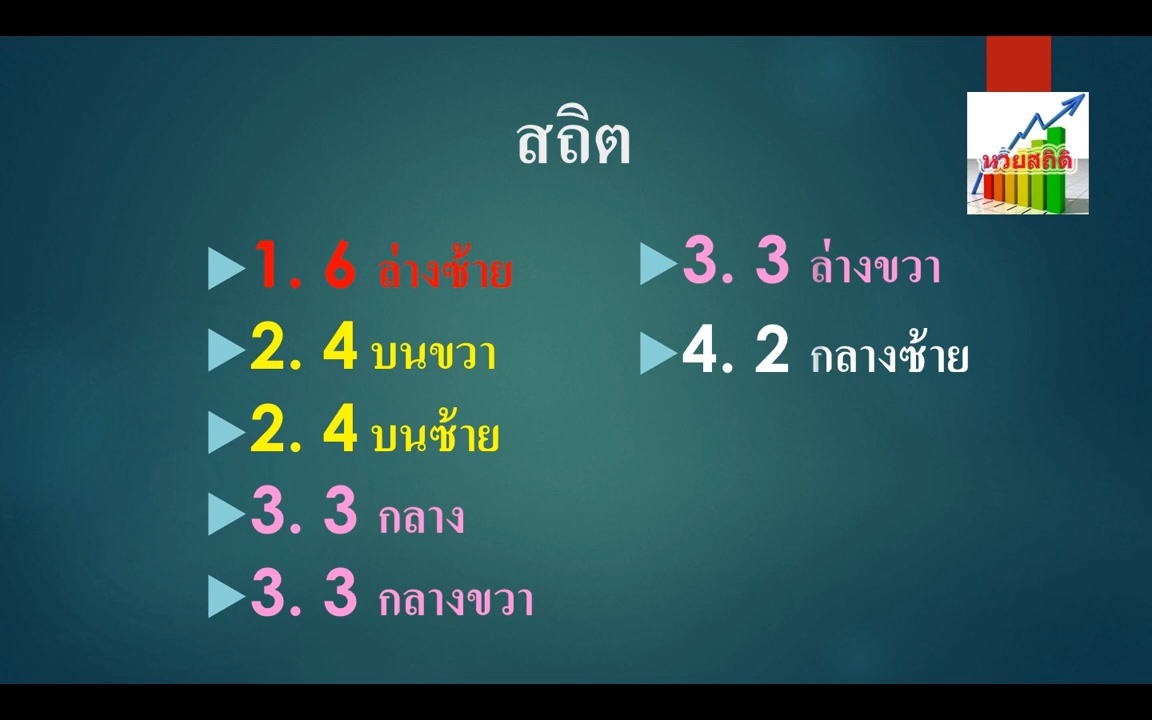 สถิต
หวยสถิติ
1. 6 ล่างซ้าย
2. 4 บนขวา
2. 4 บนซ้าย
3. 3 กลาง
3. 3 กลางขวา
3. 3 ล่างขวา
4. 2 กลางซ้าย